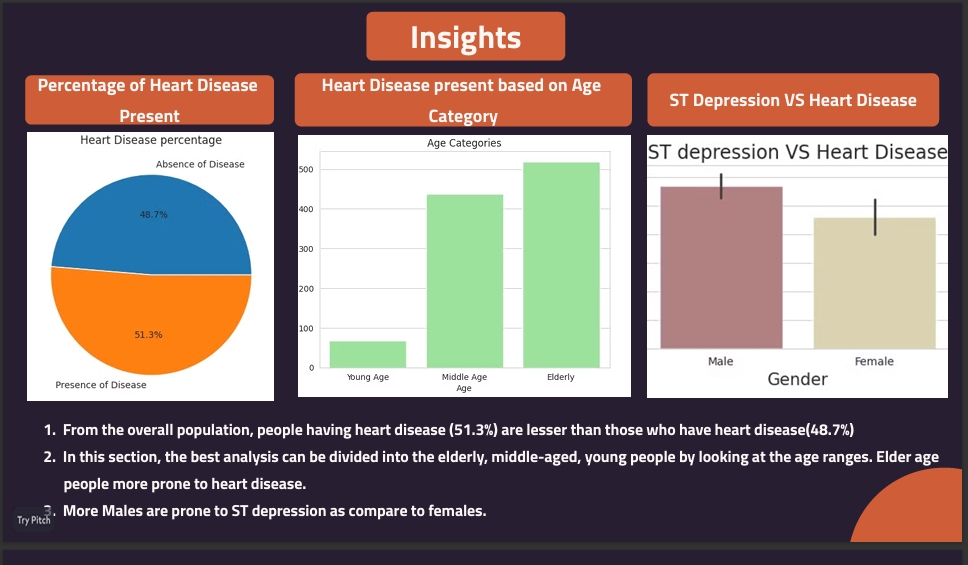 Insights
Percentage of Heart Disease
Present
Heart Disease present based on Age
Category
ST Depression VS Heart Disease
Heart Disease percentage
Absence of Disease
48.7%
51.3%
Presence of Disease
Age Categories
500
400
300
200
100
0
Young Age
Middle Age
Elderly
Age
ST depression VS Heart Disease
Male
Female
Gender
1. From the overall population, people having heart disease (51.3%) are lesser than those who have heart disease(48.7%)
2. In this section, the best analysis can be divided into the elderly, middle-aged, young people by looking at the age ranges. Elder age
people more prone to heart disease.
3. More Males are prone to ST depression as compare to females.
Try Pitch